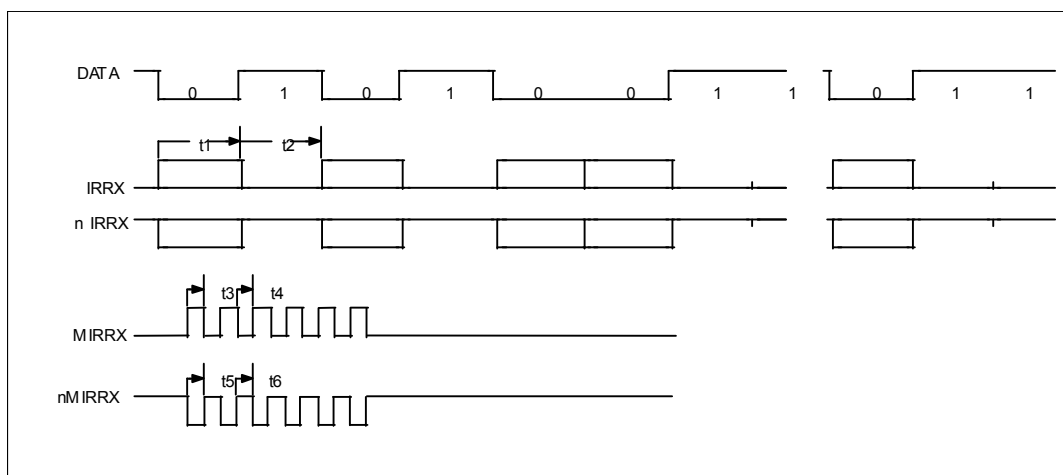 DATA
0 1 0 1 0 0 1 1 0 1 1
t1 t2
IRRX
n IRRX
t3 t4
MIRRX
t5 t6
nMIRRX